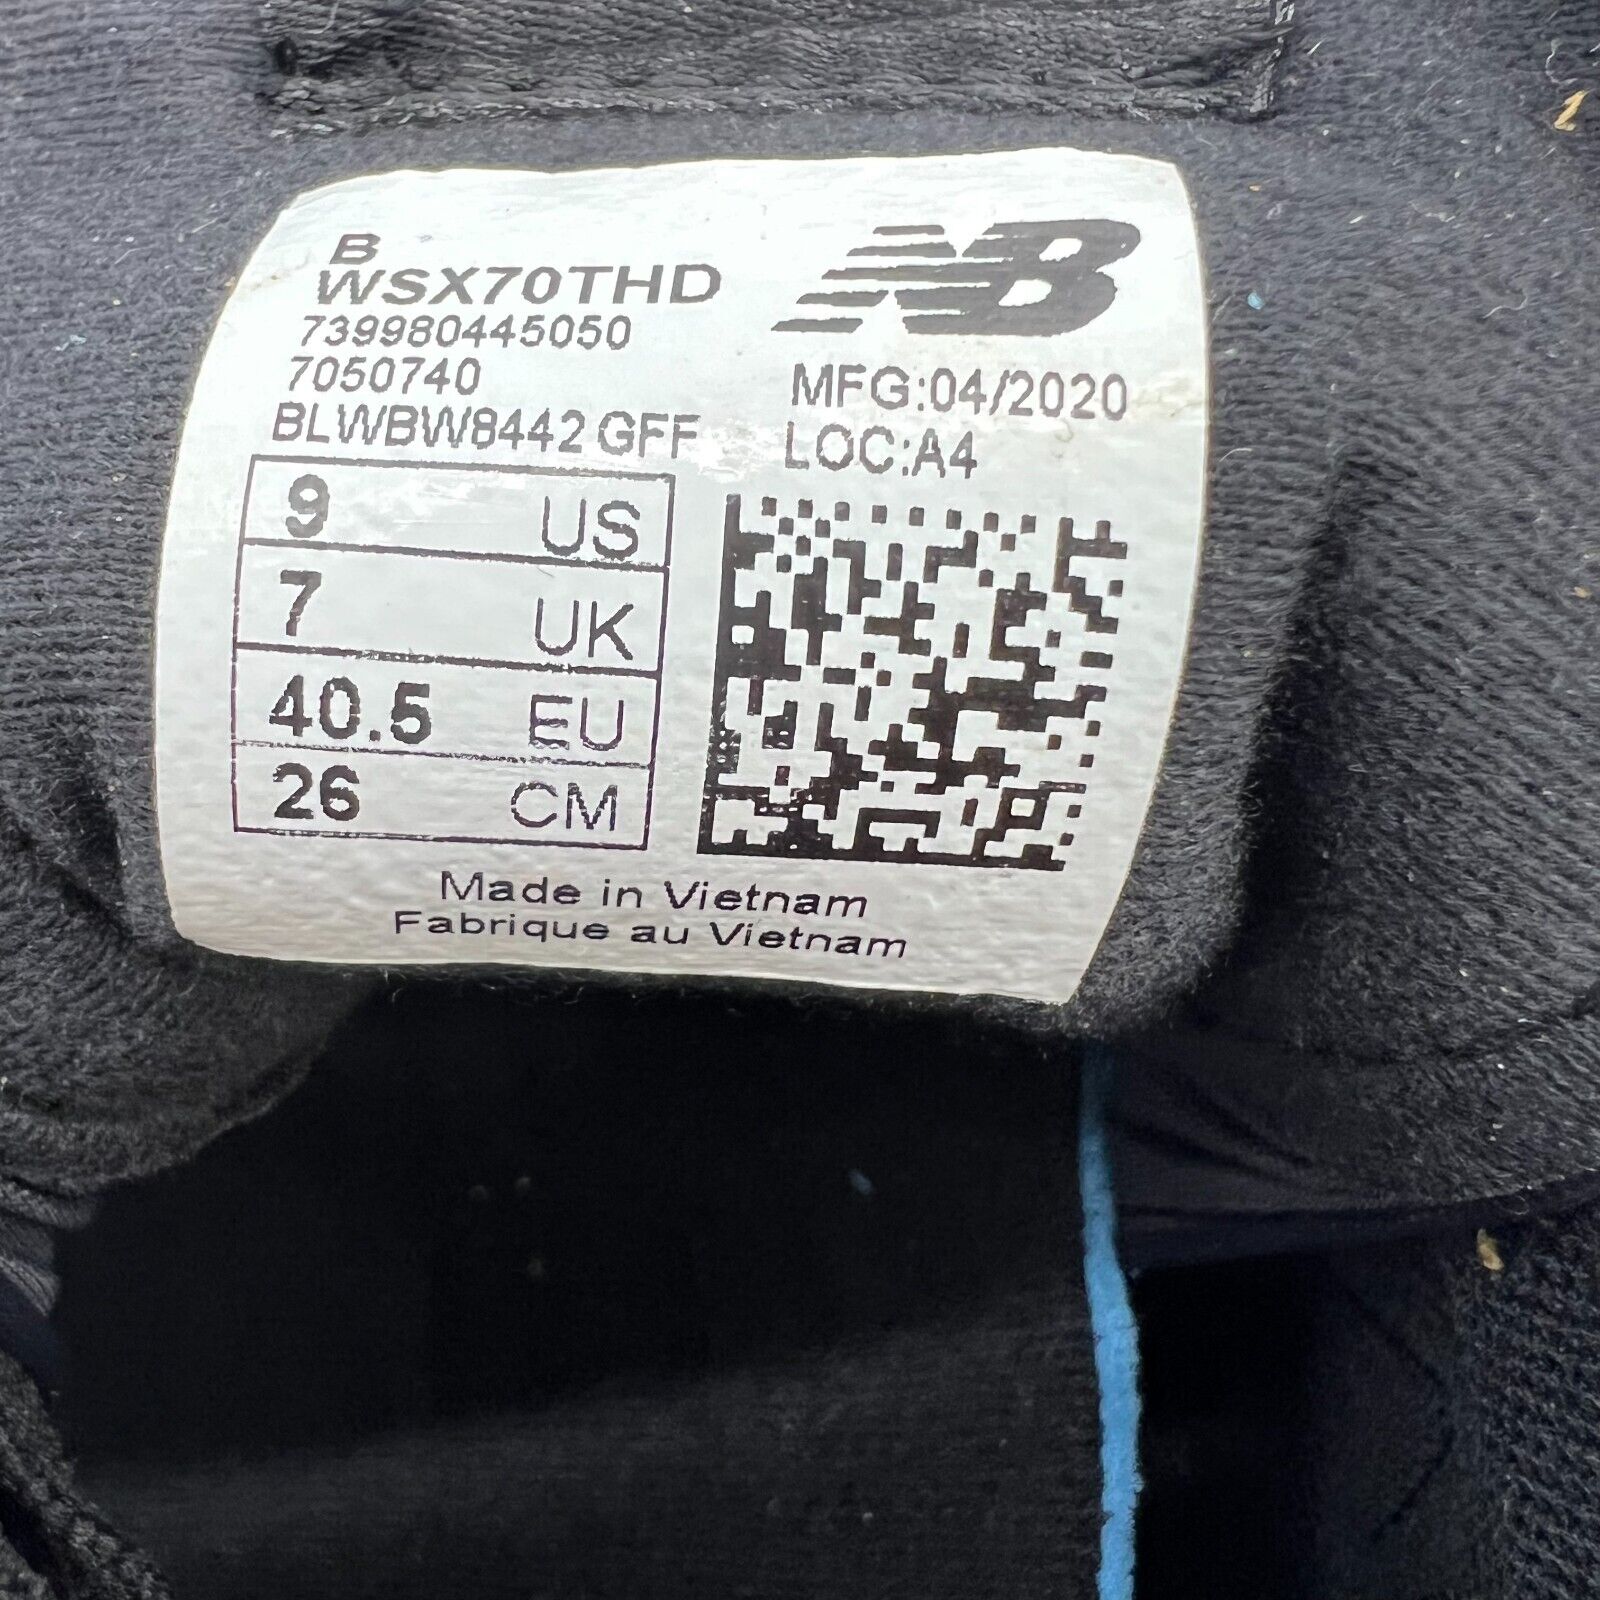 B
WSX70THD
739980445050
7050740
BLWBW8442 GFF
NB
MFG:04/2020
LOC:A4
9 US
7 UK
40.5 EU
26 CM
Made in Vietnam
Fabrique au Vietnam